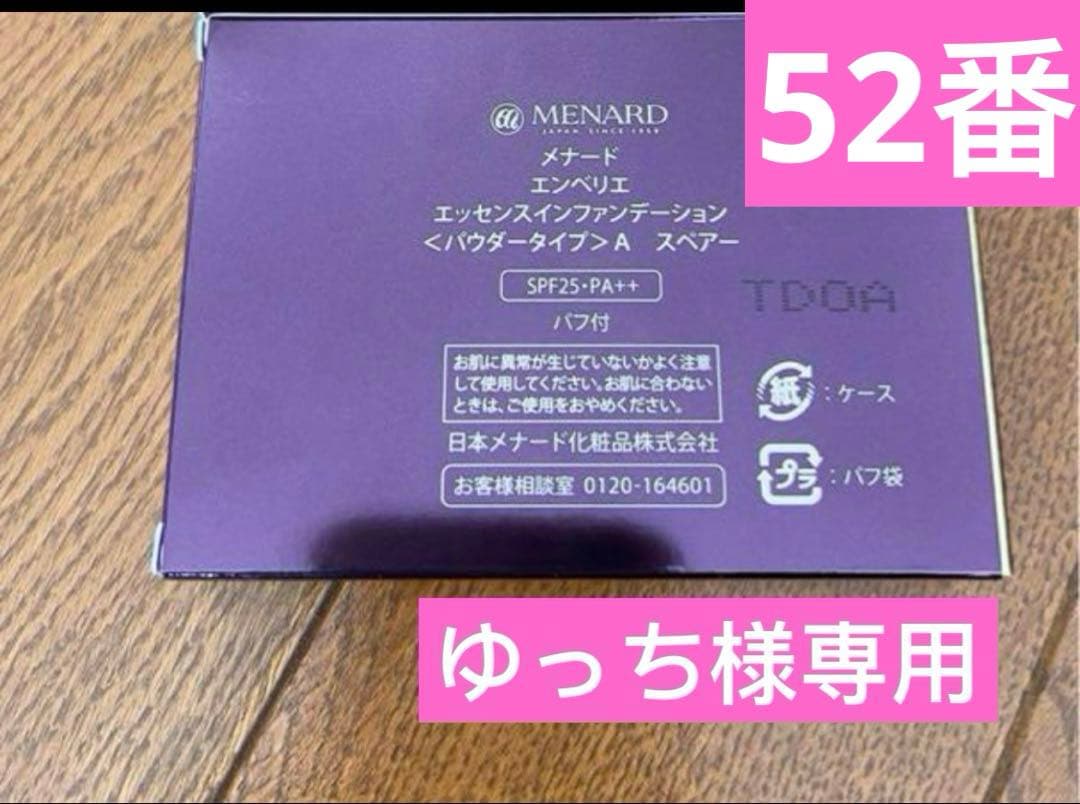 52番
MENARD
JAPAN SINCE 1959
メナード
エンベリエ
エッセンスインファンデーション
＜パウダータイプ＞A　スペアー
SPF25・PA++
パフ付
TDOA
お肌に異常が生じていないかよく注意
して使用してください。お肌に合わない
ときは、ご使用をおやめください。
紙：ケース
日本メナード化粧品株式会社
プラ：パフ袋
お客様相談室 0120-164601
ゆっち様専用